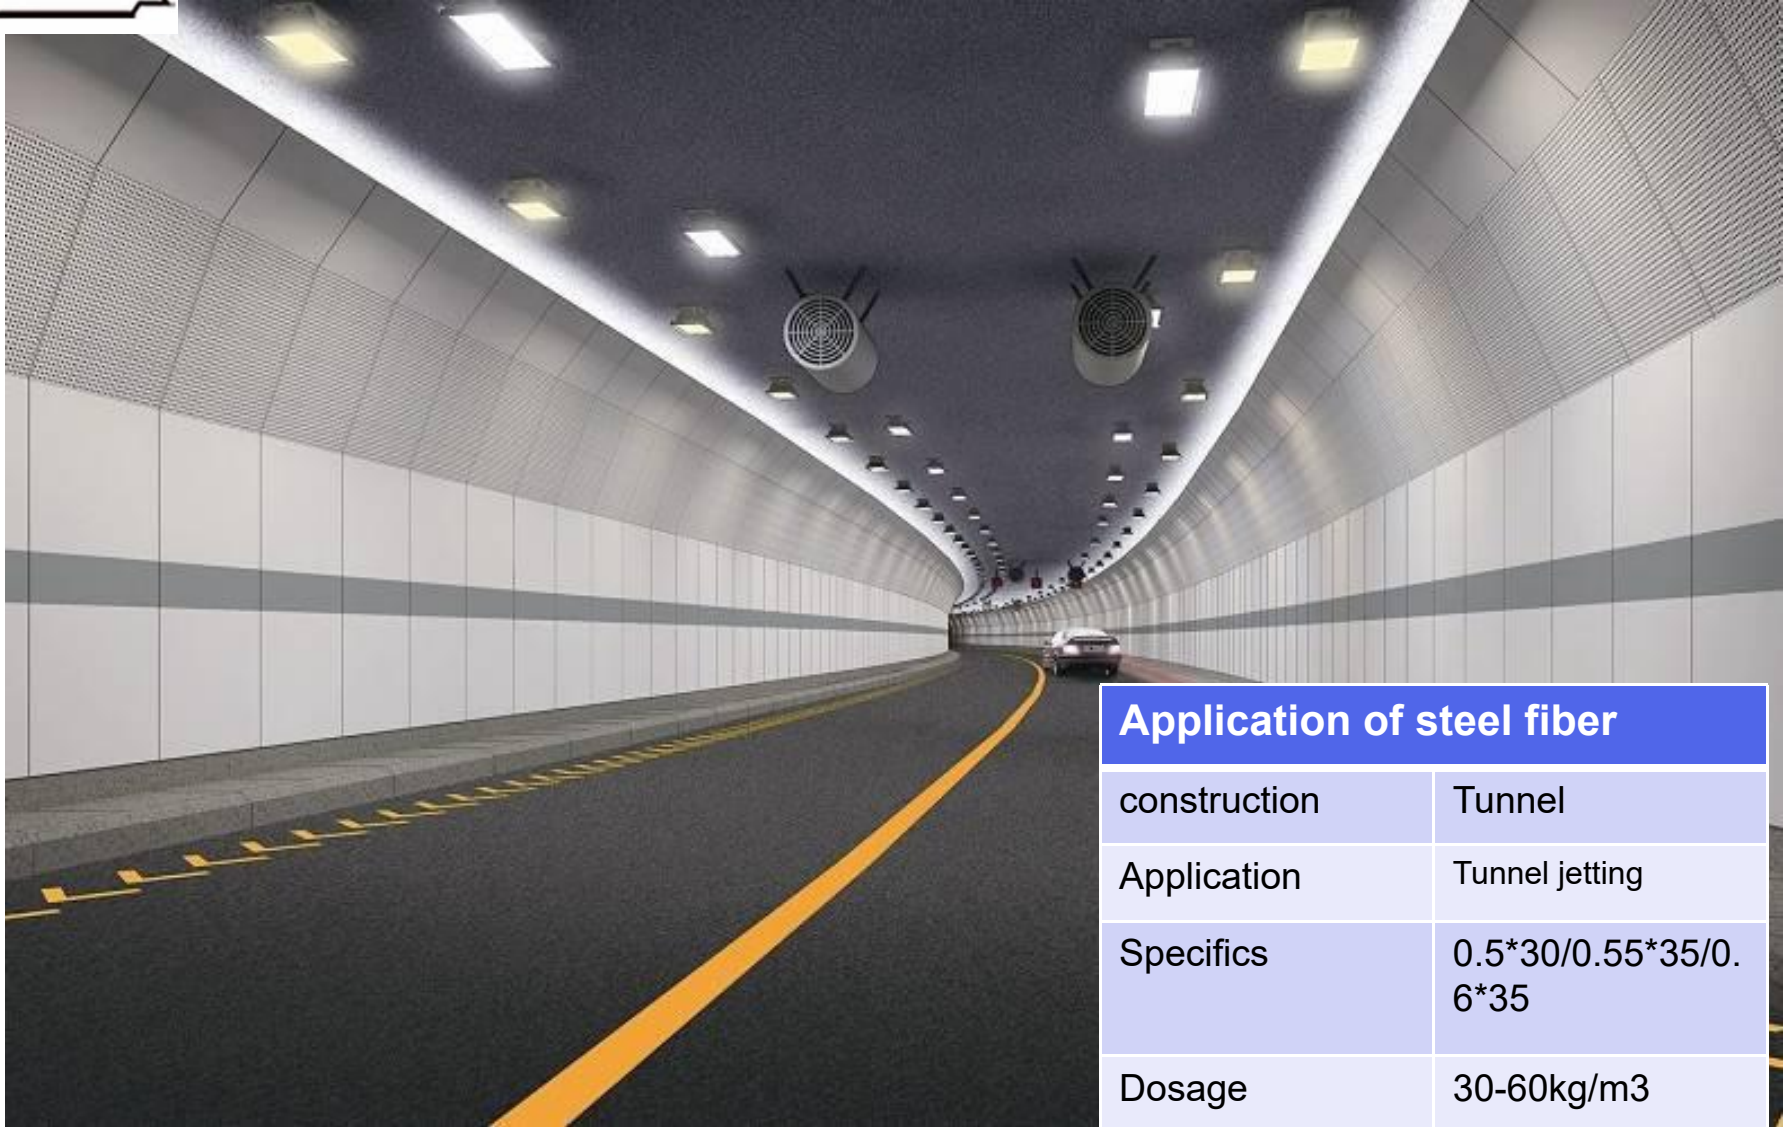 Application of steel fiber
construction Tunnel
Application Tunnel jetting
Specifics 0.5*30/0.55*35/0.
6*35
Dosage 30-60kg/m3